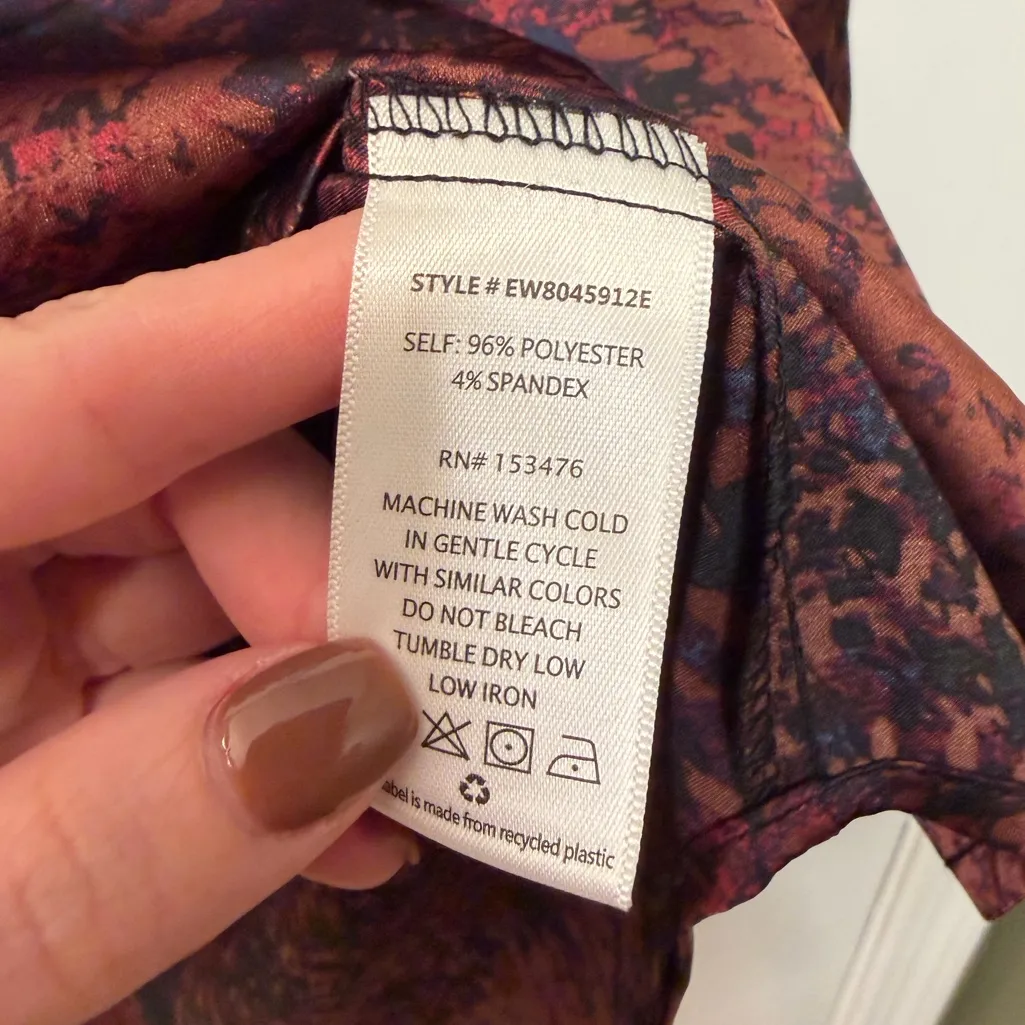 STYLE # EW8045912E
SELF: 96% POLYESTER
4% SPANDEX
RN# 153476
MACHINE WASH COLD
IN GENTLE CYCLE
WITH SIMILAR COLORS
DO NOT BLEACH
TUMBLE DRY LOW
LOW IRON
abel is made from recycled plastic